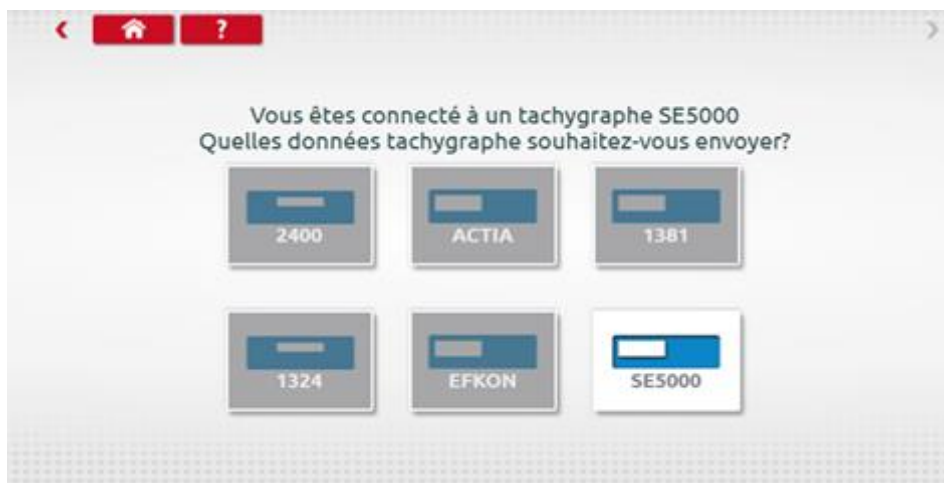 ?
Vous êtes connecté à un tachygraphe SE5000
Quelles données tachygraphe souhaitez-vous envoyer?
2400
ACTIA
1381
1324
EFKON
SE5000